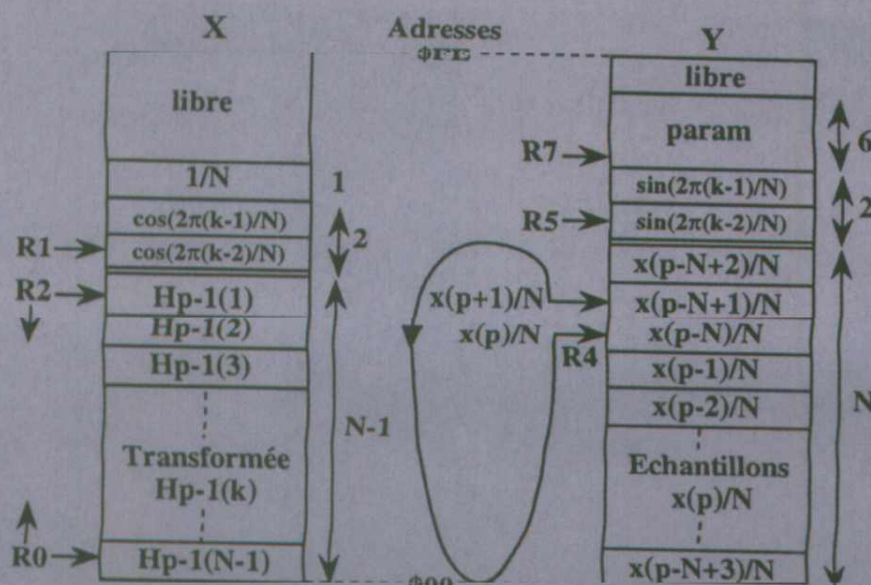 X
Adresses
Y
libre
libre
param
6
R7
1/N
1
cos(2π(k-1)/N)
sin(2π(k-1)/N)
2
2
R5
sin(2π(k-2)/N)
R1
cos(2π(k-2)/N)
x(p-N+2)/N
R2
Hp-1(1)
x(p+1)/N
x(p-N+1)/N
Hp-1(2)
x(p)/N
x(p-N)/N
R4
Hp-1(3)
x(p-1)/N
x(p-2)/N
N-1
N
Transformée
Hp-1(k)
Echantillons
x(p)/N
R0
Hp-1(N-1)
x(p-N+3)/N